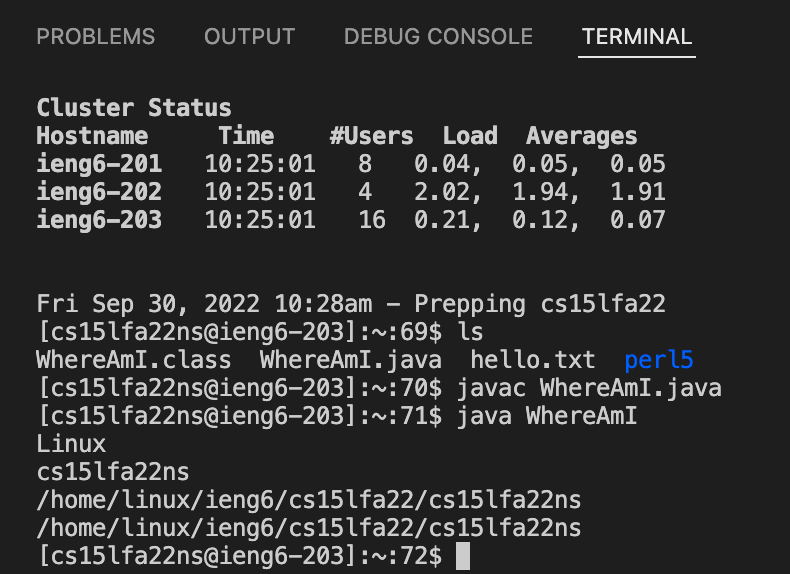 PROBLEMS OUTPUT DEBUG CONSOLE TERMINAL
Cluster Status
Hostname Time #Users Load Averages
ieng6-201 10:25:01 8 0.04, 0.05, 0.05
ieng6-202 10:25:01 4 2.02, 1.94, 1.91
ieng6-203 10:25:01 16 0.21, 0.12, 0.07
Fri Sep 30, 2022 10:28am - Prepping cs15lfa22
[cs15lfa22ns@ieng6-203]:~:69$ ls
WhereAmI.class WhereAmI.java hello.txt perl5
[cs15lfa22ns@ieng6-203]:~:70$ javac WhereAmI.java
[cs15lfa22ns@ieng6-203]:~:71$ java WhereAmI
Linux
cs15lfa22ns
/home/linux/ieng6/cs15lfa22/cs15lfa22ns
/home/linux/ieng6/cs15lfa22/cs15lfa22ns
[cs15lfa22ns@ieng6-203]:~:72$